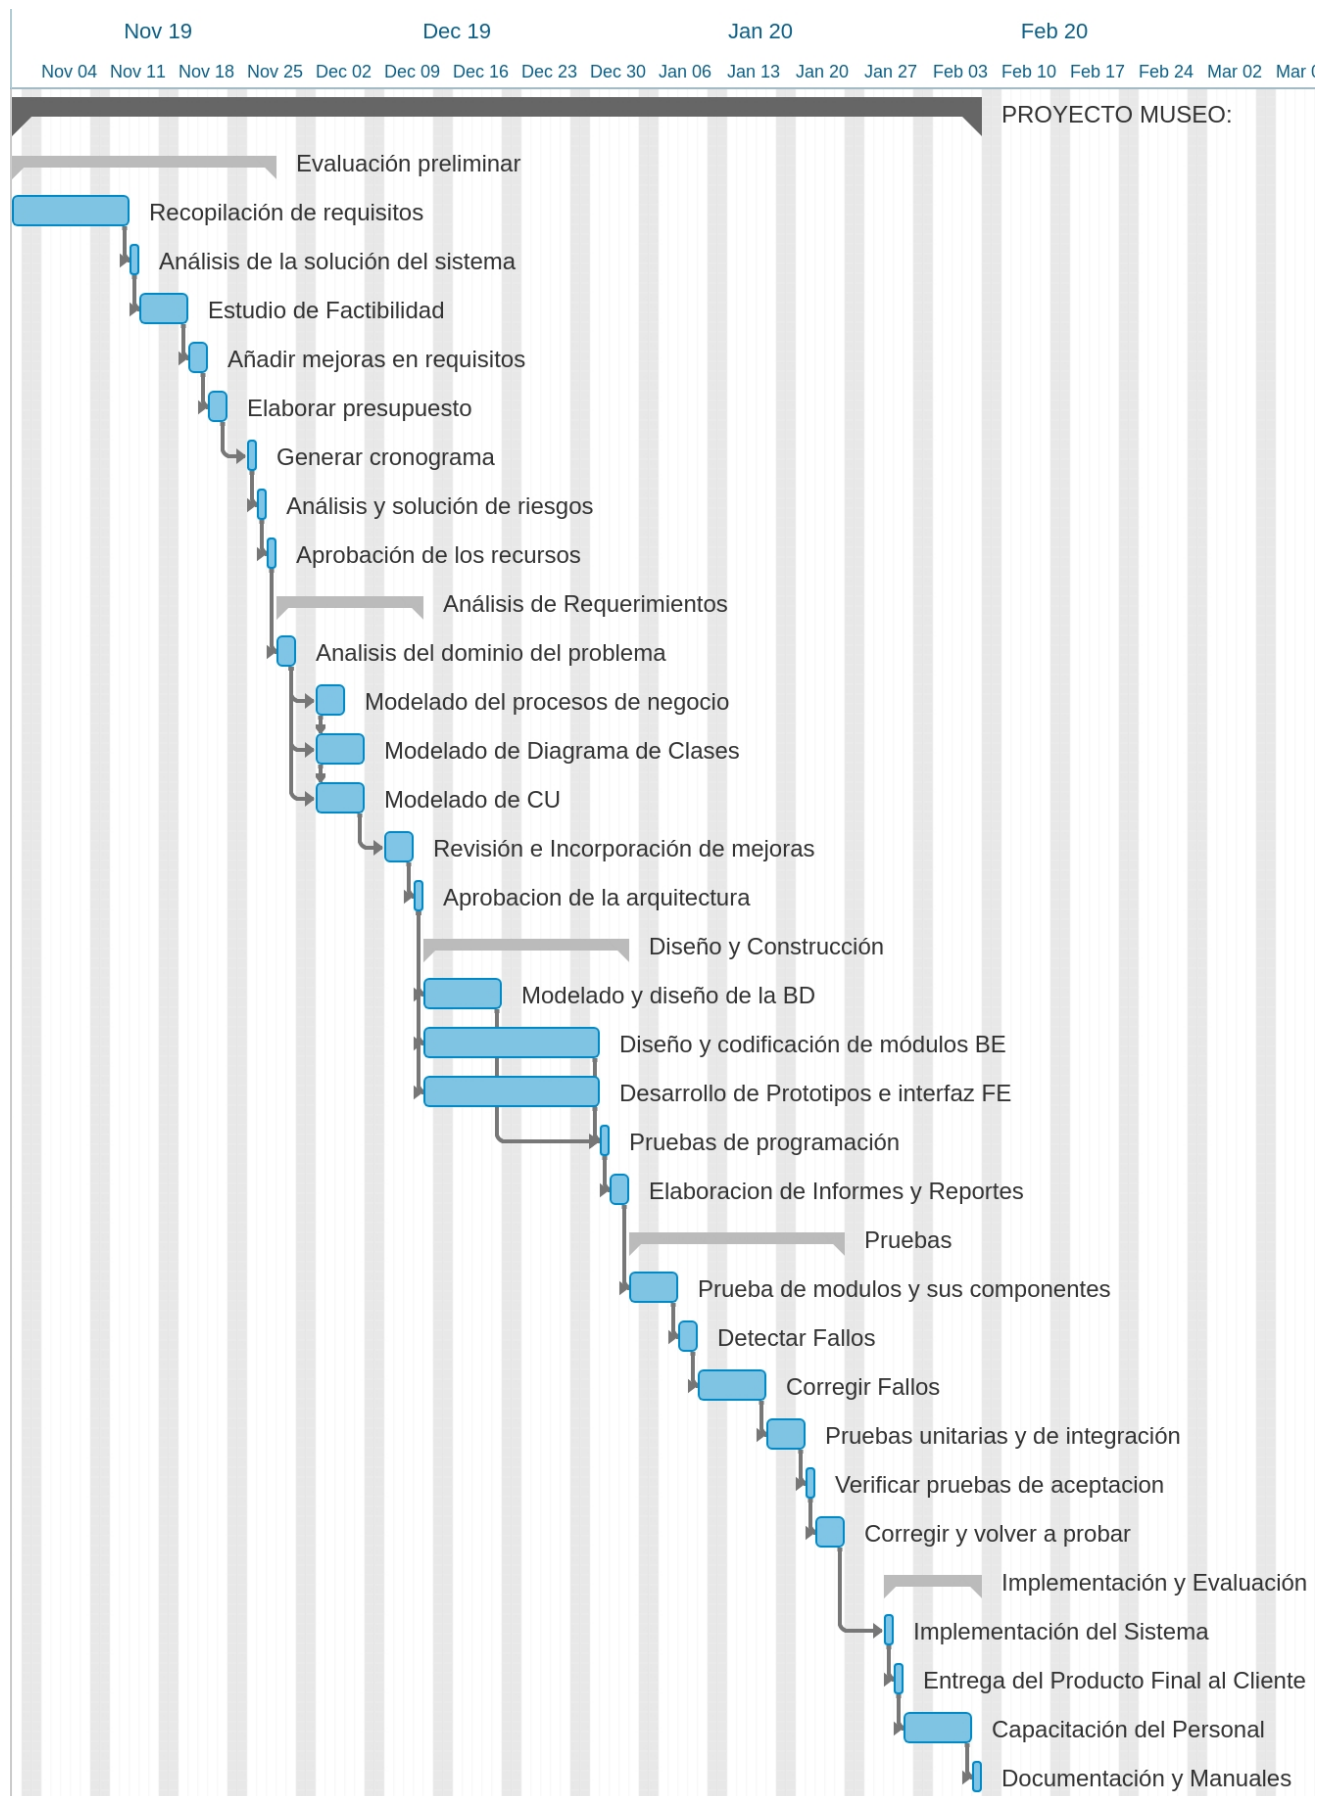 Nov 19 Dec 19 Jan 20 Feb 20
Nov 04 Nov 11 Nov 18 Nov 25 Dec 02 Dec 09 Dec 16 Dec 23 Dec 30 Jan 06 Jan 13 Jan 20 Jan 27 Feb 03 Feb 10 Feb 17 Feb 24 Mar 02 Mar
PROYECTO MUSEO:
Evaluación preliminar
Recopilación de requisitos
Análisis de la solución del sistema
Estudio de Factibilidad
Añadir mejoras en requisitos
Elaborar presupuesto
Generar cronograma
Análisis y solución de riesgos
Aprobación de los recursos
Análisis de Requerimientos
Analisis del dominio del problema
Modelado del procesos de negocio
Modelado de Diagrama de Clases
Modelado de CU
Revisión e Incorporación de mejoras
Aprobacion de la arquitectura
Diseño y Construcción
Modelado y diseño de la BD
Diseño y codificación de módulos BE
Desarrollo de Prototipos e interfaz FE
Pruebas de programación
Elaboracion de Informes y Reportes
Pruebas
Prueba de modulos y sus componentes
Detectar Fallos
Corregir Fallos
Pruebas unitarias y de integración
Verificar pruebas de aceptacion
Corregir y volver a probar
Implementación y Evaluación
Implementación del Sistema
Entrega del Producto Final al Cliente
Capacitación del Personal
Documentación y Manuales